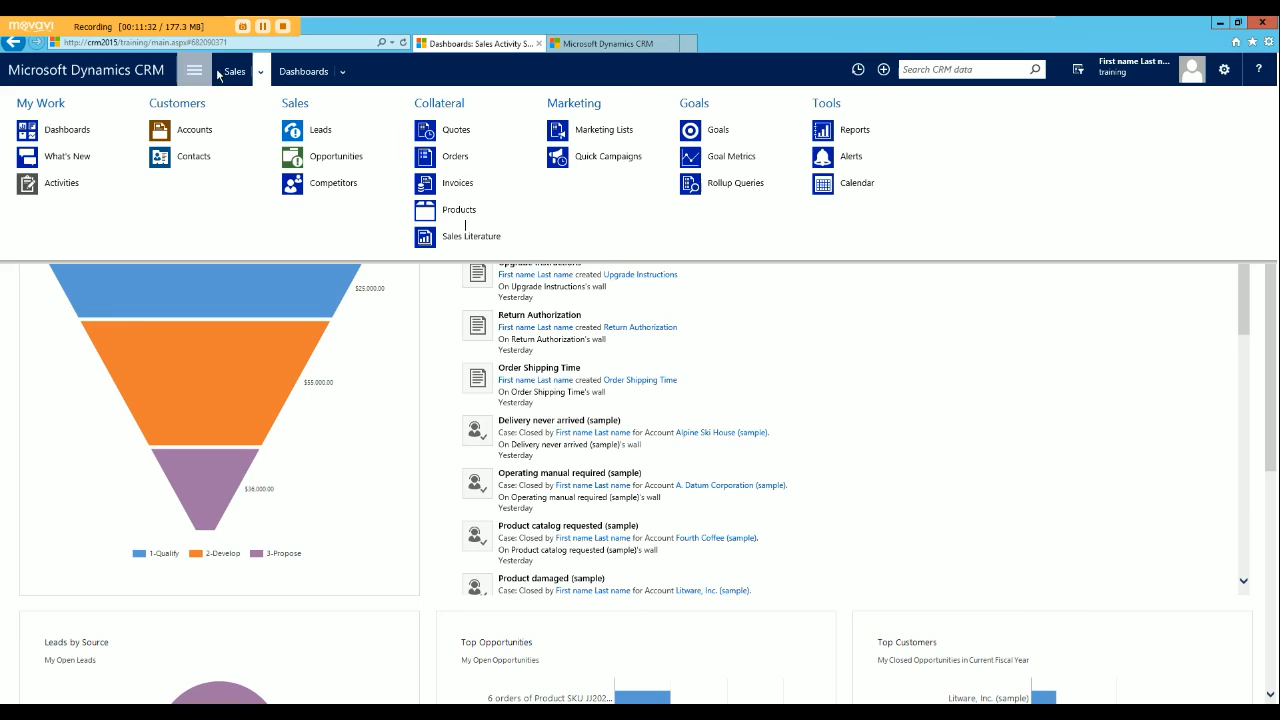 movavi
Recording [00:11:32 / 177.3 MB]
http://crm2015/training/main.aspx#682090371
Dashboards: Sales Activity S...
Microsoft Dynamics CRM
Microsoft Dynamics CRM
Sales
Dashboards
Search CRM data
First name Last n...
training
?
My Work
Dashboards
What's New
Activities
Customers
Accounts
Contacts
Sales
Leads
Opportunities
Competitors
Collateral
Quotes
Orders
Invoices
Products
Sales Literature
Marketing
Marketing Lists
Quick Campaigns
Goals
Goals
Goal Metrics
Rollup Queries
Tools
Reports
Alerts
Calendar
$25,000.00
$55,000.00
$36,000.00
1-Qualify
2-Develop
3-Propose
Upgrade Instructions
First name Last name created Upgrade Instructions
On Upgrade Instructions's wall
Yesterday
Return Authorization
First name Last name created Return Authorization
On Return Authorization's wall
Yesterday
Order Shipping Time
First name Last name created Order Shipping Time
On Order Shipping Time's wall
Yesterday
Delivery never arrived (sample)
Case: Closed by First name Last name for Account Alpine Ski House (sample).
On Delivery never arrived (sample)'s wall
Yesterday
Operating manual required (sample)
Case: Closed by First name Last name for Account A. Datum Corporation (sample).
On Operating manual required (sample)'s wall
Yesterday
Product catalog requested (sample)
Case: Closed by First name Last name for Account Fourth Coffee (sample).
On Product catalog requested (sample)'s wall
Yesterday
Product damaged (sample)
Case: Closed by First name Last name for Account Litware, Inc. (sample).
Leads by Source
My Open Leads
Top Opportunities
My Open Opportunities
6 orders of Product SKU JJ202...
Top Customers
My Closed Opportunities in Current Fiscal Year
Litware, Inc. (sample)